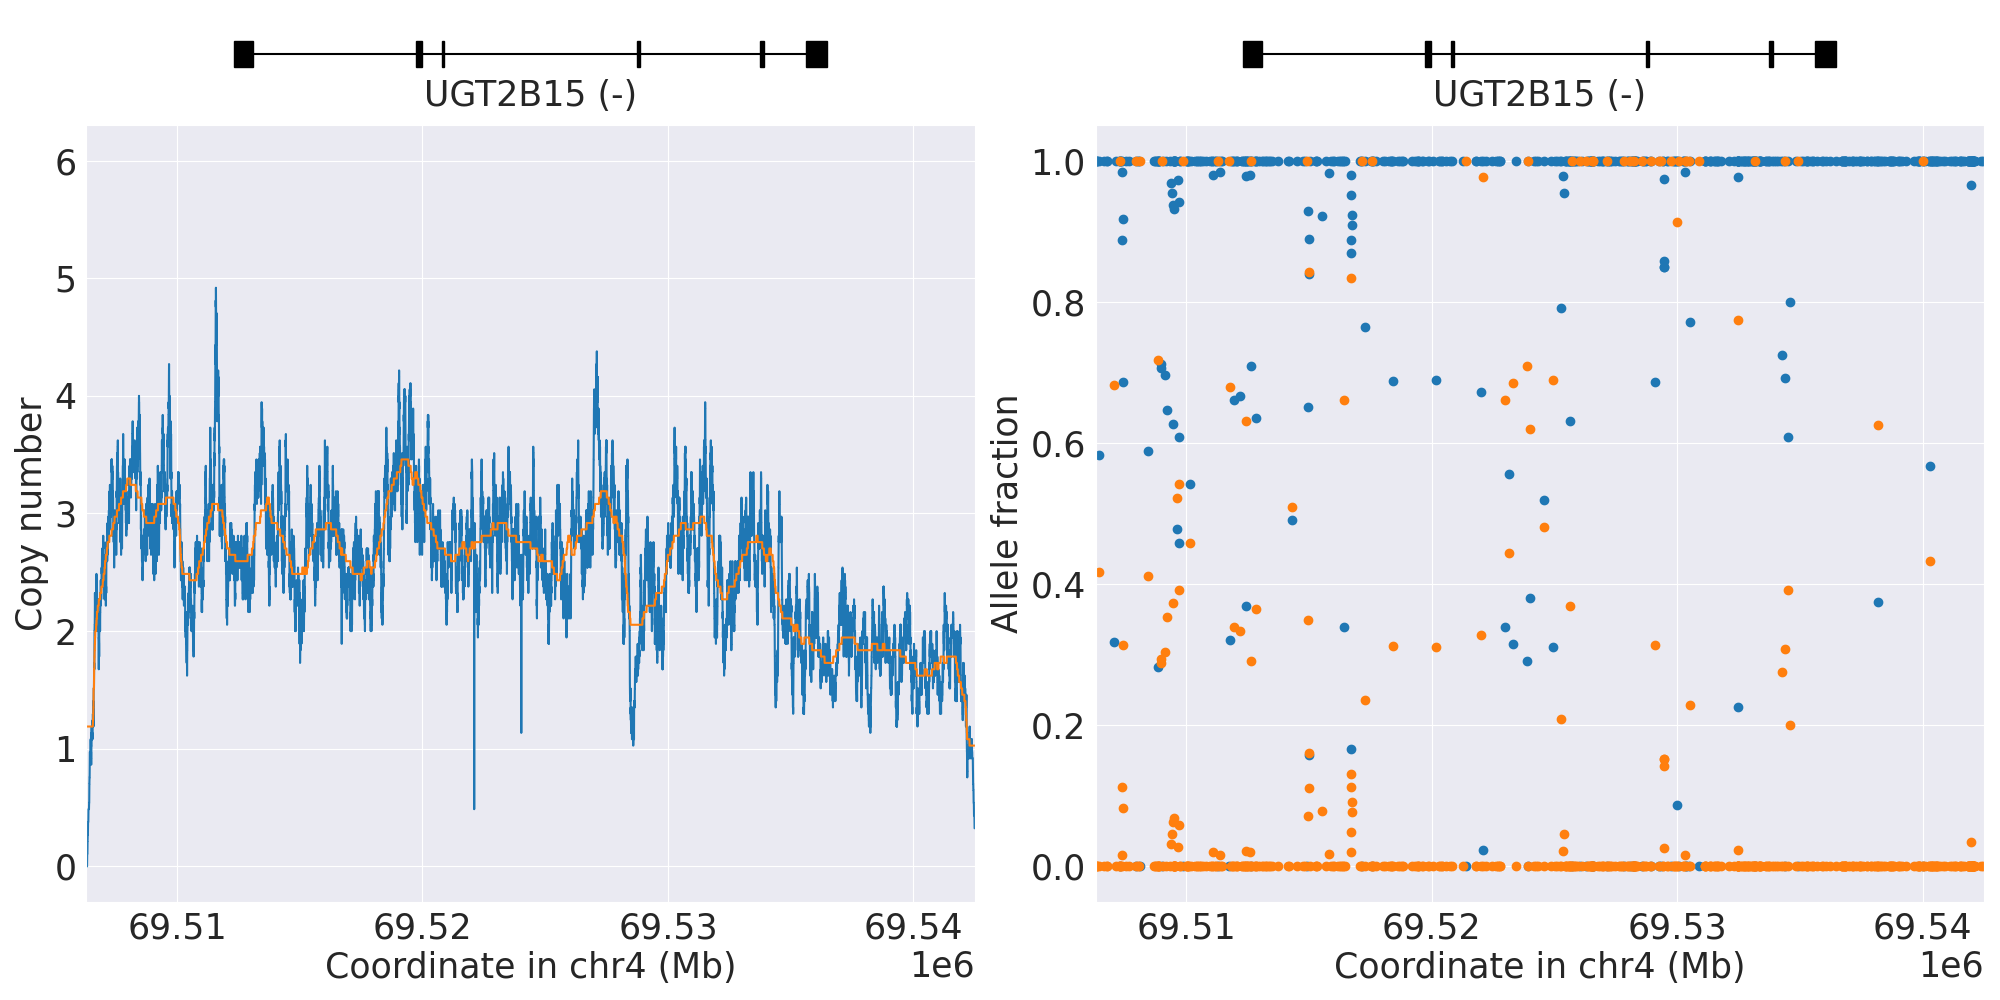 UGT2B15 (-)
6
5
4
3
2
1
0
Copy number
69.51 69.52 69.53 69.54
Coordinate in chr4 (Mb) 1e6
UGT2B15 (-)
1.0
0.8
0.6
0.4
0.2
0.0
Allele fraction
69.51 69.52 69.53 69.54
Coordinate in chr4 (Mb) 1e6